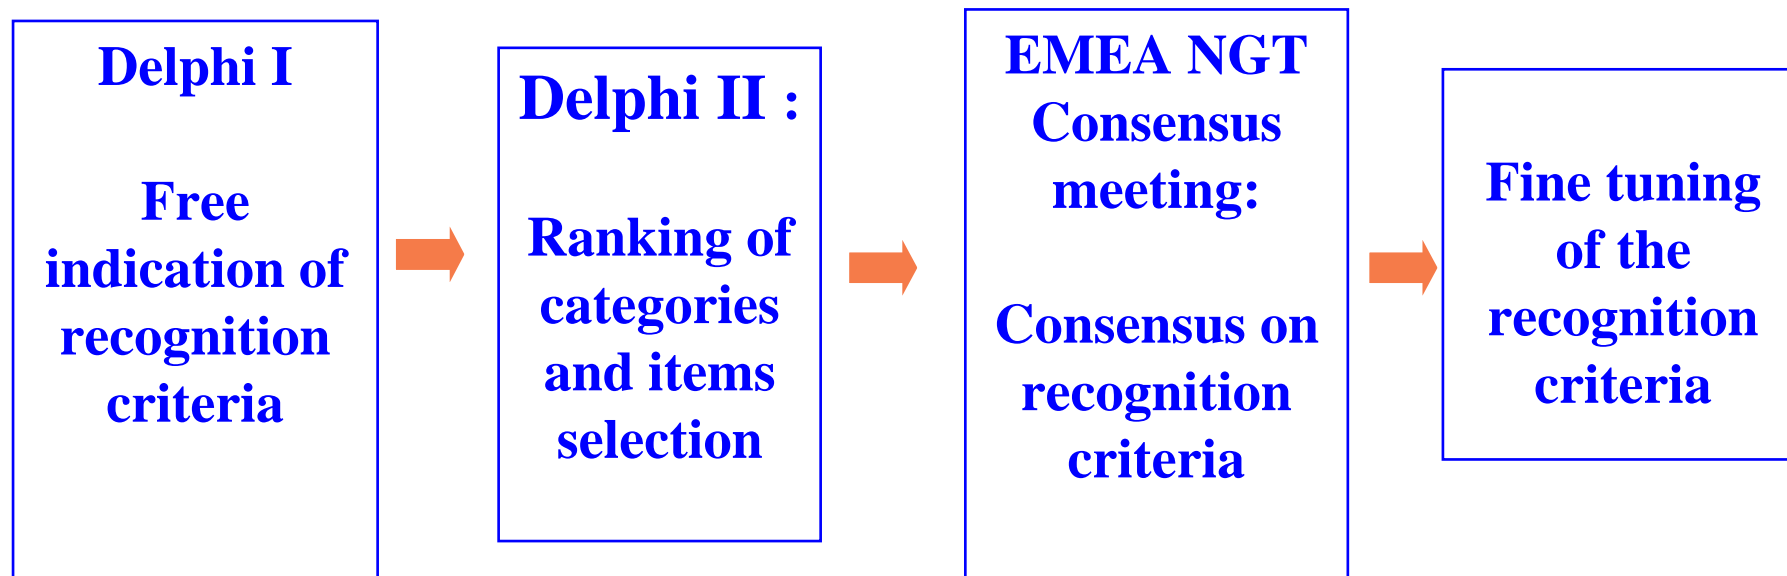 Delphi I
Free
indication of
recognition
criteria
Delphi II :
Ranking of
categories
and items
selection
EMEA NGT
Consensus
meeting:
Consensus on
recognition
criteria
Fine tuning
of the
recognition
criteria